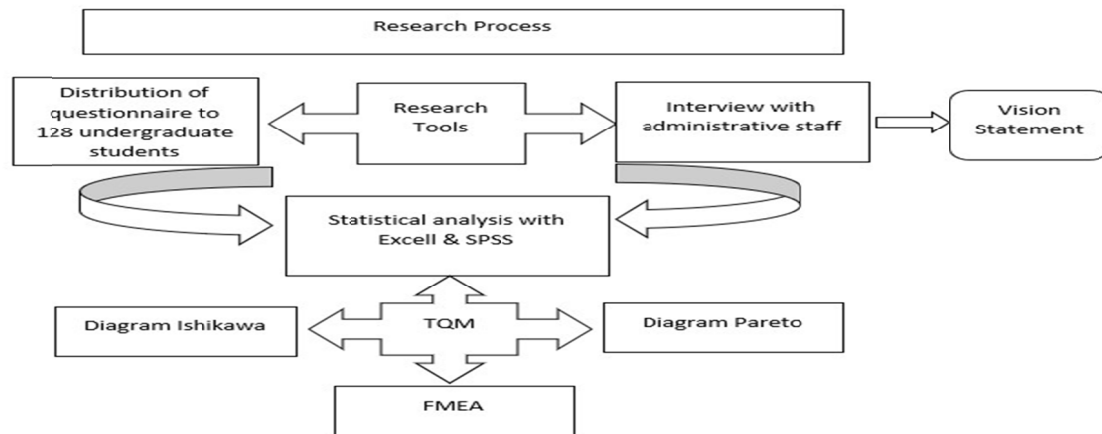 Research Process
Distribution of
questionnaire to
128 undergraduate
students
Research
Tools
Interview with
administrative staff
Vision
Statement
Statistical analysis with
Excell & SPSS
Diagram Ishikawa
TQM
Diagram Pareto
FMEA